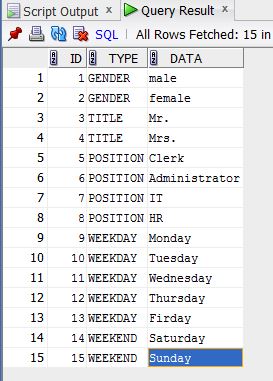 Script Output x Query Result x
SQL | All Rows Fetched: 15 in
ID TYPE DATA
1 1 GENDER male
2 2 GENDER female
3 3 TITLE Mr.
4 4 TITLE Mrs.
5 5 POSITION Clerk
6 6 POSITION Administrator
7 7 POSITION IT
8 8 POSITION HR
9 9 WEEKDAY Monday
10 10 WEEKDAY Tuesday
11 11 WEEKDAY Wednesday
12 12 WEEKDAY Thursday
13 13 WEEKDAY Firday
14 14 WEEKEND Saturday
15 15 WEEKEND Sunday